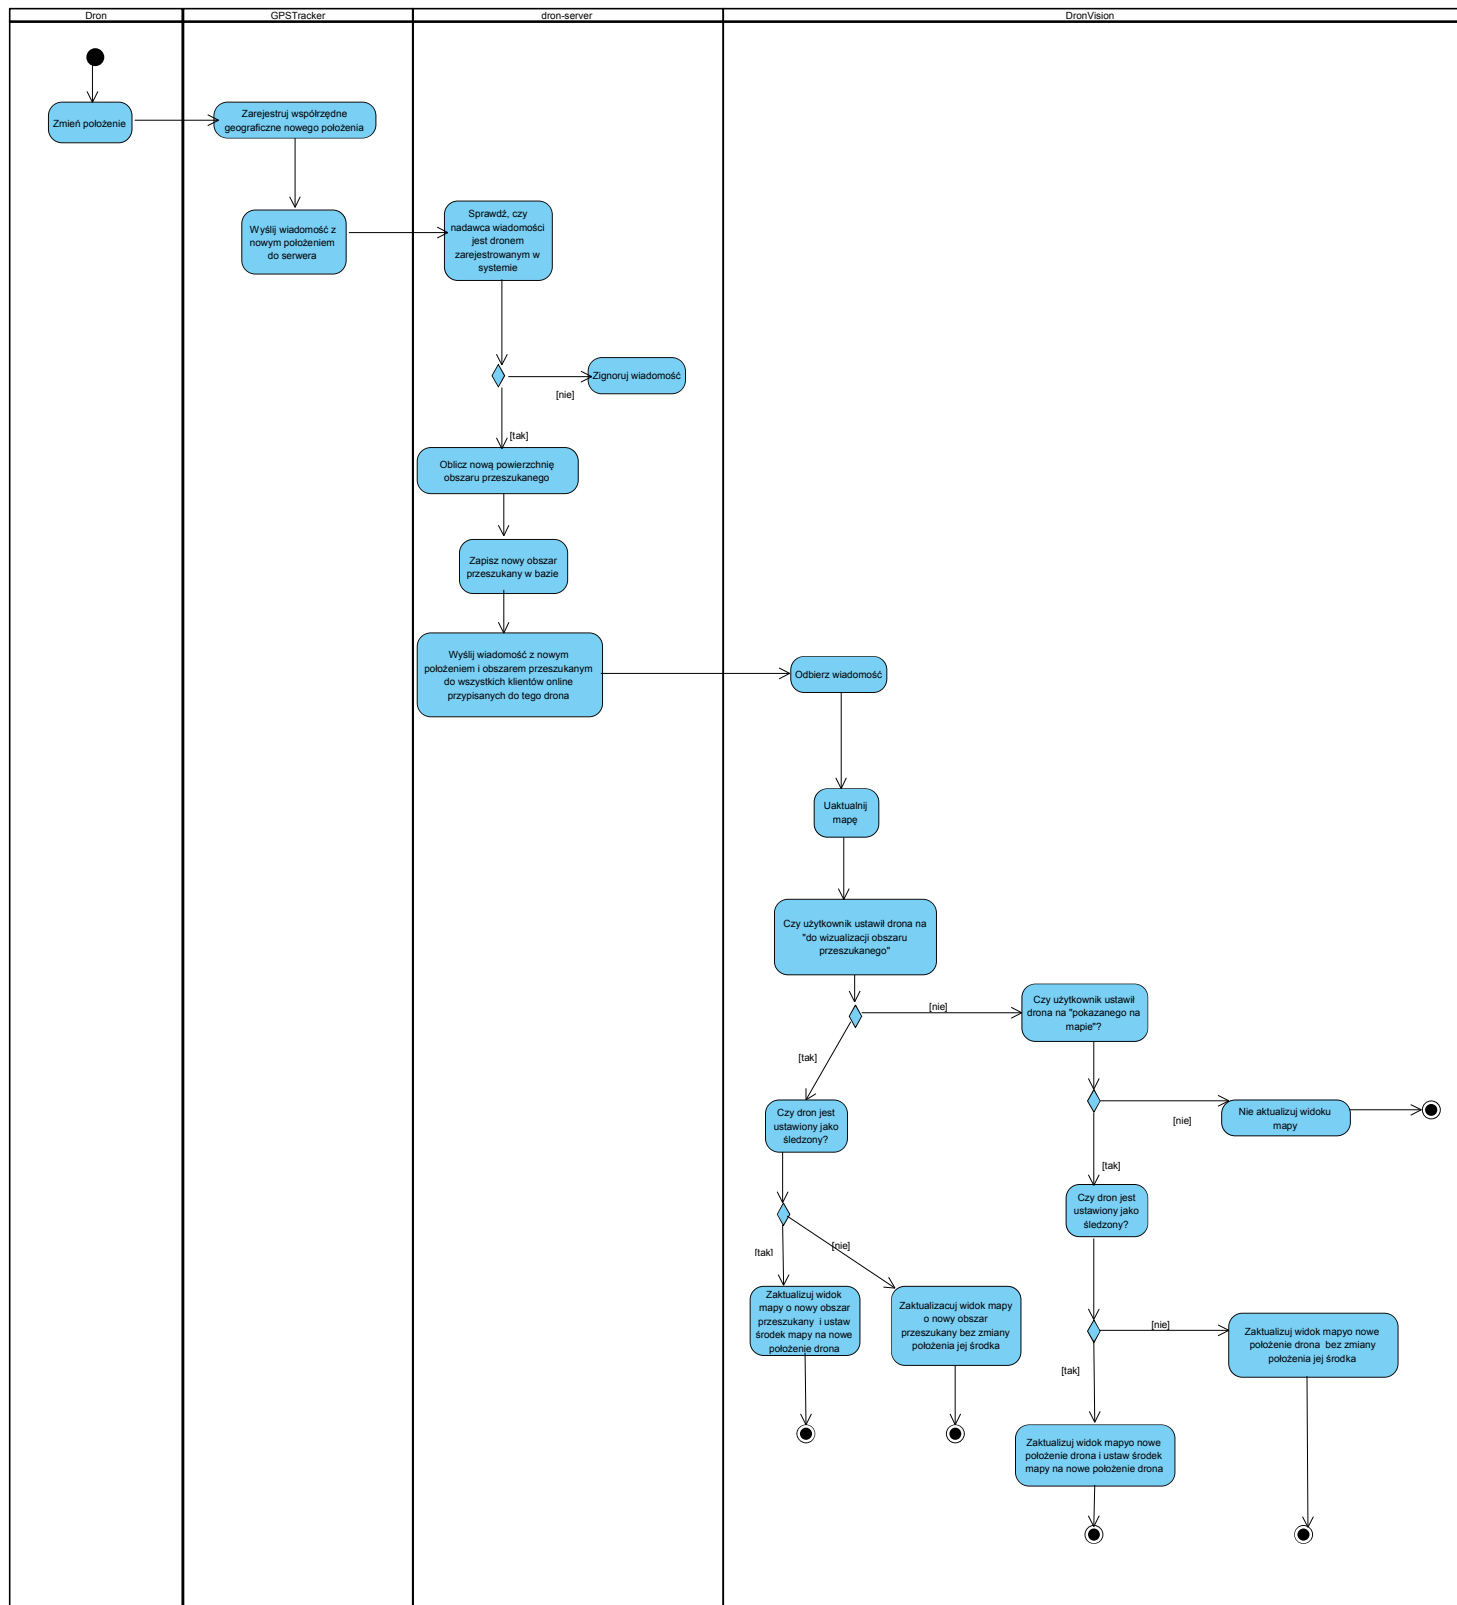 Dron
GPSTracker
dron-server
DronVision
Zmień położenie
Zarejestruj współrzędne
geograficzne nowego położenia
Wyślij wiadomość z
nowym położeniem
do serwera
Sprawdź, czy
nadawca wiadomości
jest dronem
zarejestrowanym w
systemie
Zignoruj wiadomość
[nie]
[tak]
Oblicz nową powierzchnię
obszaru przeszukanego
Zapisz nowy obszar
przeszukany w bazie
Wyślij wiadomość z nowym
położeniem i obszarem przeszukanym
do wszystkich klientów online
przypisanych do tego drona
Odbierz wiadomość
Uaktualnij
mapę
Czy użytkownik ustawił drona na
"do wizualizacji obszaru
przeszukanego"
[nie]
Czy użytkownik ustawił
drona na "pokazanego na
mapie"?
[tak]
Czy dron jest
ustawiony jako
śledzony?
[nie]
Nie aktualizuj widoku
mapy
[tak]
Czy dron jest
ustawiony jako
śledzony?
[tak]
[nie]
Zaktualizuj widok
mapy o nowy obszar
przeszukany i ustaw
środek mapy na nowe
położenie drona
Zaktualizacuj widok mapy
o nowy obszar
przeszukany bez zmiany
położenia jej środka
[nie]
Zaktualizuj widok mapyo nowe
położenie drona bez zmiany
położenia jej środka
[tak]
Zaktualizuj widok mapyo nowe
położenie drona i ustaw środek
mapy na nowe położenie drona